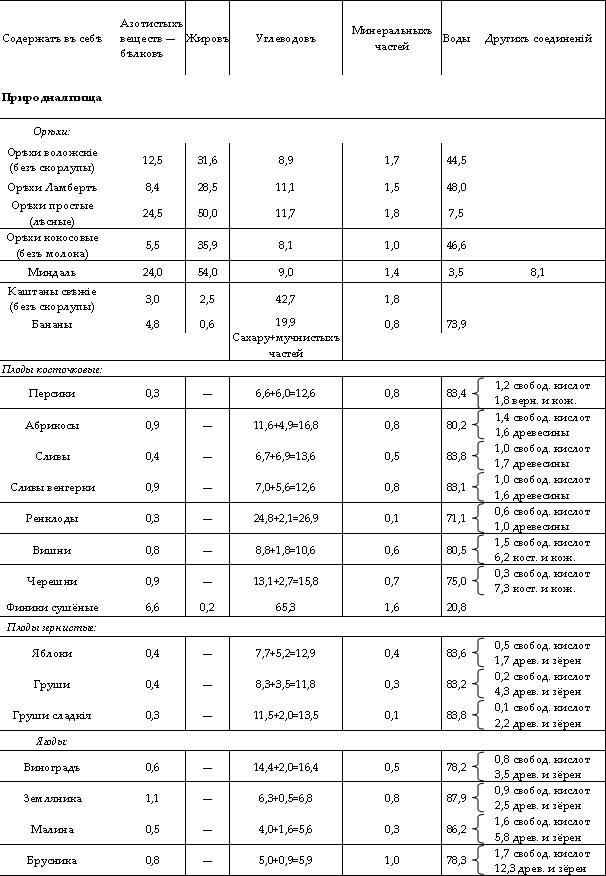 Содержатъ въ себѣ Азотистыхъ веществ — бѣлковъ Жировъ Углеводовъ Минеральныхъ частей Воды Другихъ соединенiй
Природная пища
Орѣхи:
Орѣхи воложскiе (безъ скорлупы) 12,5 31,6 8,9 1,7 44,5
Орѣхи Ламбертъ 8,4 28,5 11,1 1,5 48,0
Орѣхи простые (лѣсные) 24,5 50,0 11,7 1,8 7,5
Орѣхи кокосовые (безъ молока) 5,5 35,9 8,1 1,0 46,6
Миндаль 24,0 54,0 9,0 1,4 3,5 8,1
Каштаны свѣжiе (безъ скорлупы) 3,0 2,5 42,7 1,8
Бананы 4,8 0,6 19,9 0,8 73,9
Сахару+мучнистыхъ частей
Плоды косточковые:
Персики 0,3 — 6,6+6,0=12,6 0,8 83,4 1,2 свобод. кислот
1,8 верн. и кож.
Абрикосы 0,9 — 11,6+4,9=16,8 0,8 80,2 1,4 свобод. кислот
1,6 древесины
Сливы 0,4 — 6,7+6,9=13,6 0,5 83,8 1,0 свобод. кислот
1,7 древесины
Сливы венгерки 0,9 — 7,0+5,6=12,6 0,8 83,1 1,0 свобод. кислот
1,6 древесины
Ренклоды 0,3 — 24,8+2,1=26,9 0,1 71,1 0,6 свобод. кислот
1,0 древесины
Вишни 0,8 — 8,8+1,8=10,6 0,6 80,5 1,5 свобод. кислот
6,2 кост. и кож.
Черешни 0,9 — 13,1+2,7=15,8 0,7 75,0 0,3 свобод. кислот
7,3 кост. и кож.
Финики сушёные 6,6 0,2 65,3 1,6 20,8
Плоды зернистые:
Яблоки 0,4 — 7,7+5,2=12,9 0,4 83,6 0,5 свобод. кислот
1,7 древ. и зёрен
Груши 0,4 — 8,3+3,5=11,8 0,3 83,2 0,2 свобод. кислот
4,3 древ. и зёрен
Груши сладкiя 0,3 — 11,5+2,0=13,5 0,1 83,8 0,1 свобод. кислот
2,2 древ. и зёрен
Ягоды:
Виноградъ 0,6 — 14,4+2,0=16,4 0,5 78,2 0,8 свобод. кислот
3,5 древ. и зёрен
Земляника 1,1 — 6,3+0,5=6,8 0,8 87,9 0,9 свобод. кислот
2,5 древ. и зёрен
Малина 0,5 — 4,0+1,6=5,6 0,3 86,2 1,6 свобод. кислот
5,8 древ. и зёрен
Брусника 0,8 — 5,0+0,9=5,9 1,0 78,3 1,7 свобод. кислот
12,3 древ. и зёрен